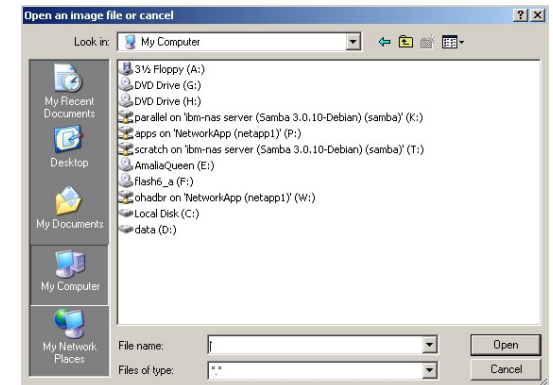 Open an image file or cancel
Look in: My Computer
My Recent
Documents
Desktop
My Documents
My Computer
My Network
Places
3½ Floppy (A:)
DVD Drive (G:)
DVD Drive (H:)
parallel on 'ibm-nas server (Samba 3.0.10-Debian) (samba)' (K:)
apps on 'NetworkApp (netapp1)' (P:)
scratch on 'ibm-nas server (Samba 3.0.10-Debian) (samba)' (T:)
AmaliaQueen (E:)
flash6_a (F:)
ohadbr on 'NetworkApp (netapp1)' (W:)
Local Disk (C:)
data (D:)
File name: Open
Files of type: *.* Cancel